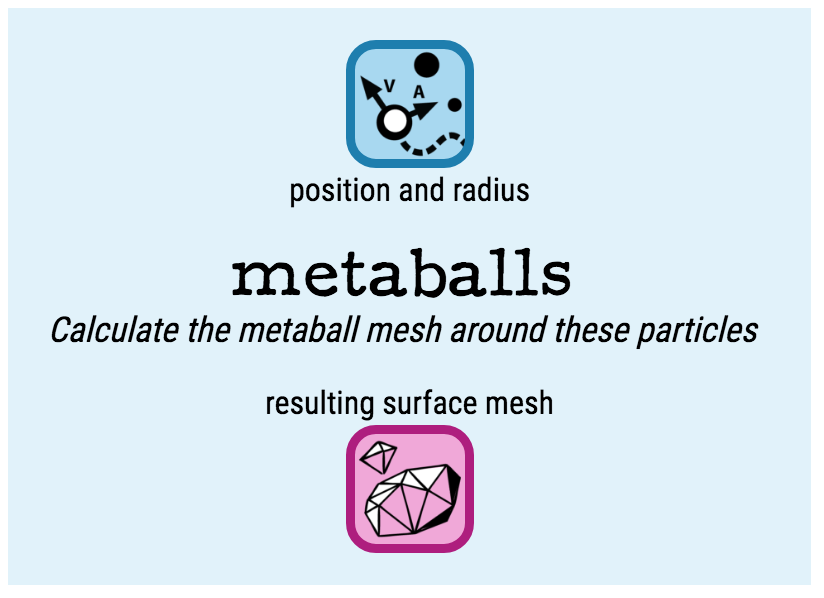 V
A
position and radius
metaballs
Calculate the metaball mesh around these particles
resulting surface mesh